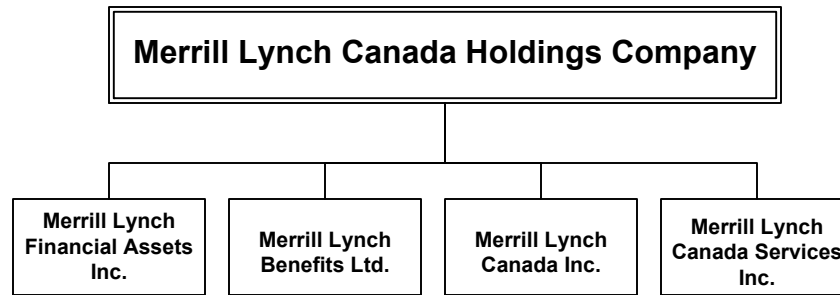 Merrill Lynch Canada Holdings Company
Merrill Lynch
Financial Assets
Inc.
Merrill Lynch
Benefits Ltd.
Merrill Lynch
Canada Inc.
Merrill Lynch
Canada Services
Inc.